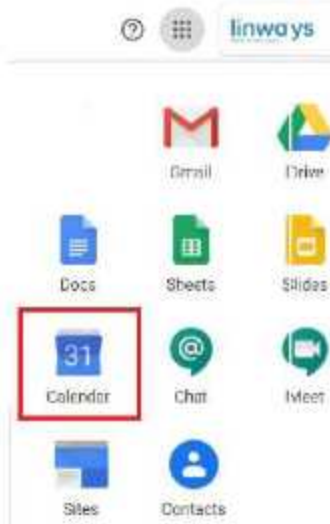 linways
Gmail Drive
Docs Sheets Slides
31
Calendar Chat Meet
Sites Contacts